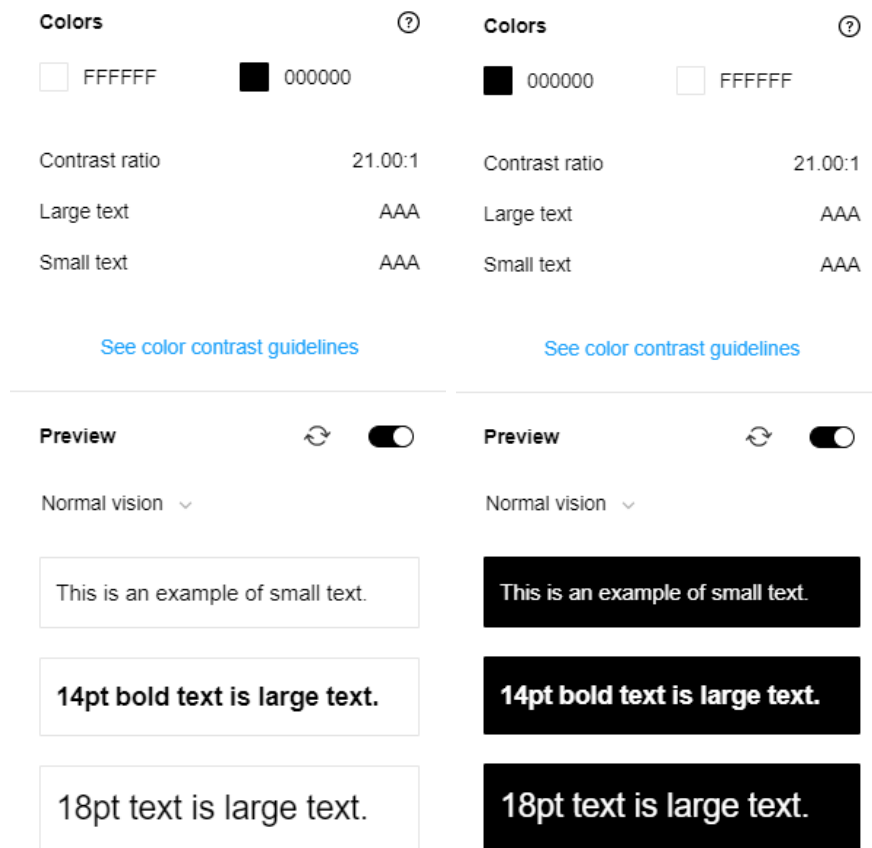 Colors
FFFFFF 000000
Contrast ratio 21.00:1
Large text AAA
Small text AAA
See color contrast guidelines
Preview
Normal vision
This is an example of small text.
14pt bold text is large text.
18pt text is large text.
Colors
000000 FFFFFF
Contrast ratio 21.00:1
Large text AAA
Small text AAA
See color contrast guidelines
Preview
Normal vision
This is an example of small text.
14pt bold text is large text.
18pt text is large text.